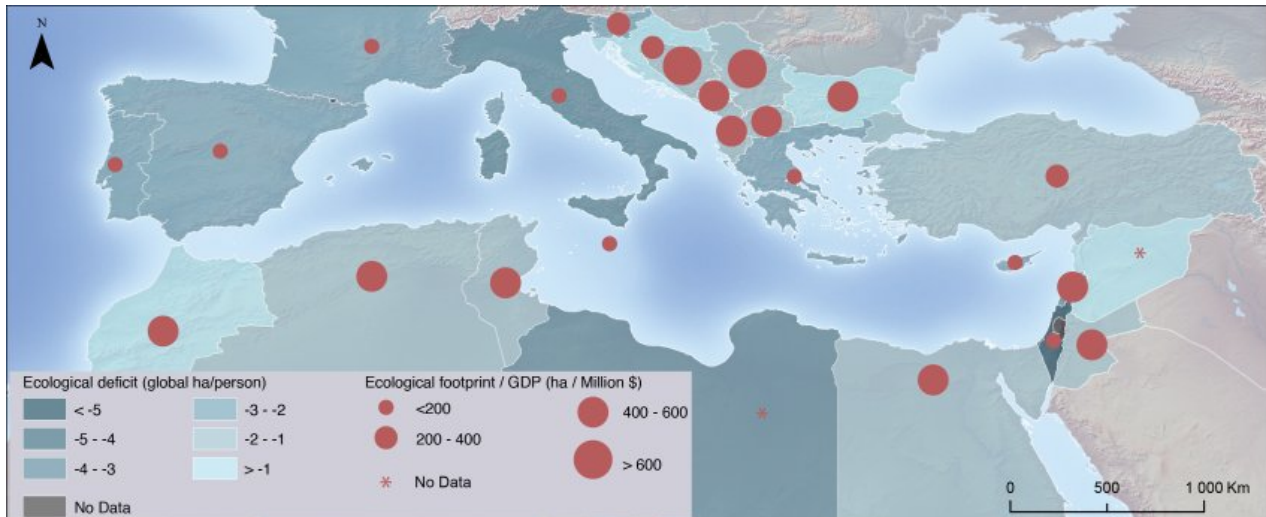 N
Ecological deficit (global ha/person)
< -5
-5 - -4
-4 - -3
No Data
-3 - -2
-2 - -1
> -1
Ecological footprint / GDP (ha / Million $)
<200
200 - 400
* No Data
400 - 600
> 600
0 500 1 000 Km